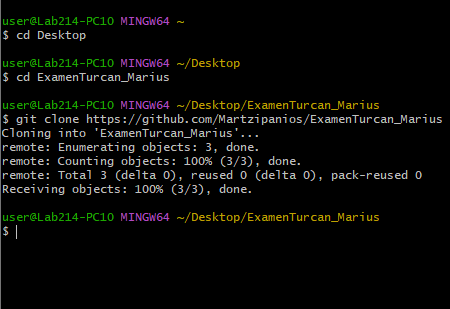 user@Lab214-PC10 MINGW64 ~
$ cd Desktop
user@Lab214-PC10 MINGW64 ~/Desktop
$ cd ExamenTurcan_Marius
user@Lab214-PC10 MINGW64 ~/Desktop/ExamenTurcan_Marius
$ git clone https://github.com/Martzipanios/ExamenTurcan_Marius
Cloning into 'ExamenTurcan_Marius'...
remote: Enumerating objects: 3, done.
remote: Counting objects: 100% (3/3), done.
remote: Total 3 (delta 0), reused 0 (delta 0), pack-reused 0
Receiving objects: 100% (3/3), done.
user@Lab214-PC10 MINGW64 ~/Desktop/ExamenTurcan_Marius
$